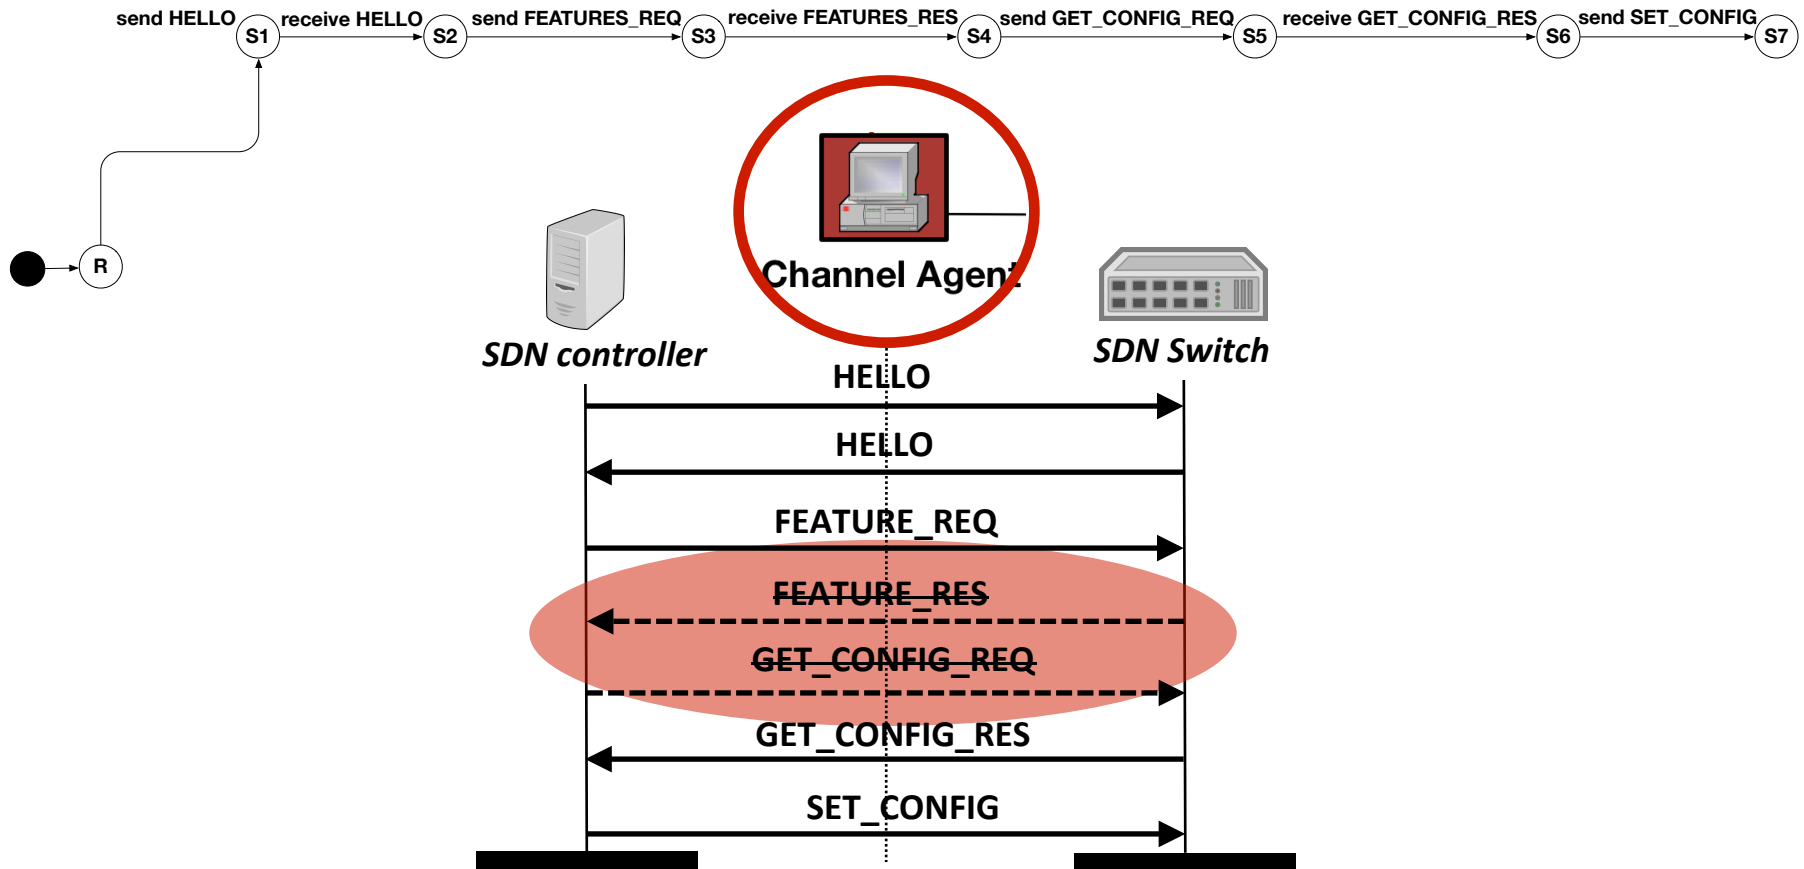 send HELLO
S1
receive HELLO
S2
send FEATURES_REQ
S3
receive FEATURES_RES
S4
send GET_CONFIG_REQ
S5
receive GET_CONFIG_RES
S6
send SET_CONFIG
S7
R
Channel Agent
SDN controller
SDN Switch
HELLO
HELLO
FEATURE_REQ
FEATURE_RES
GET_CONFIG_REQ
GET_CONFIG_RES
SET_CONFIG